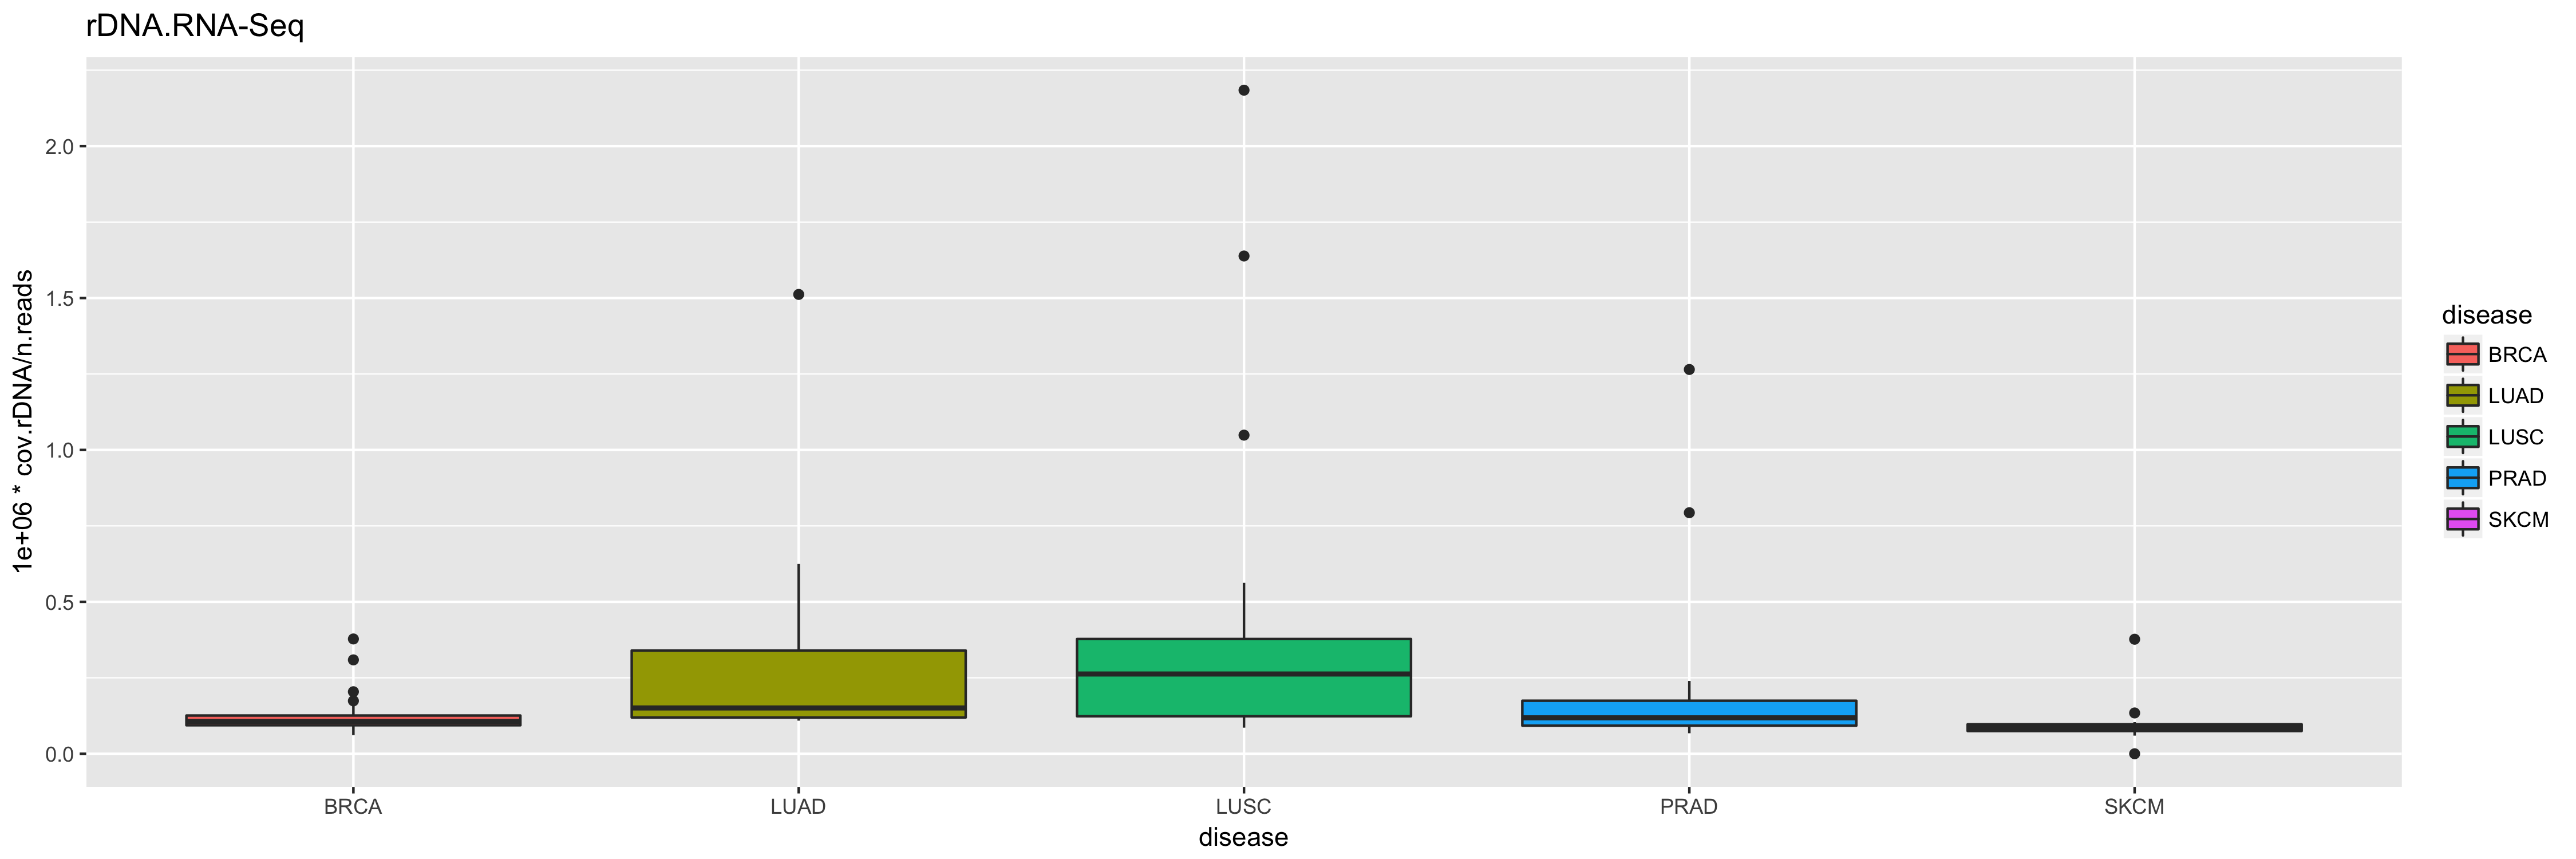 rDNA.RNA-Seq
1e+06 * cov.rDNA/n.reads
2.0
1.5
1.0
0.5
0.0
BRCA
LUAD
LUSC
PRAD
SKCM
disease
disease
BRCA
LUAD
LUSC
PRAD
SKCM